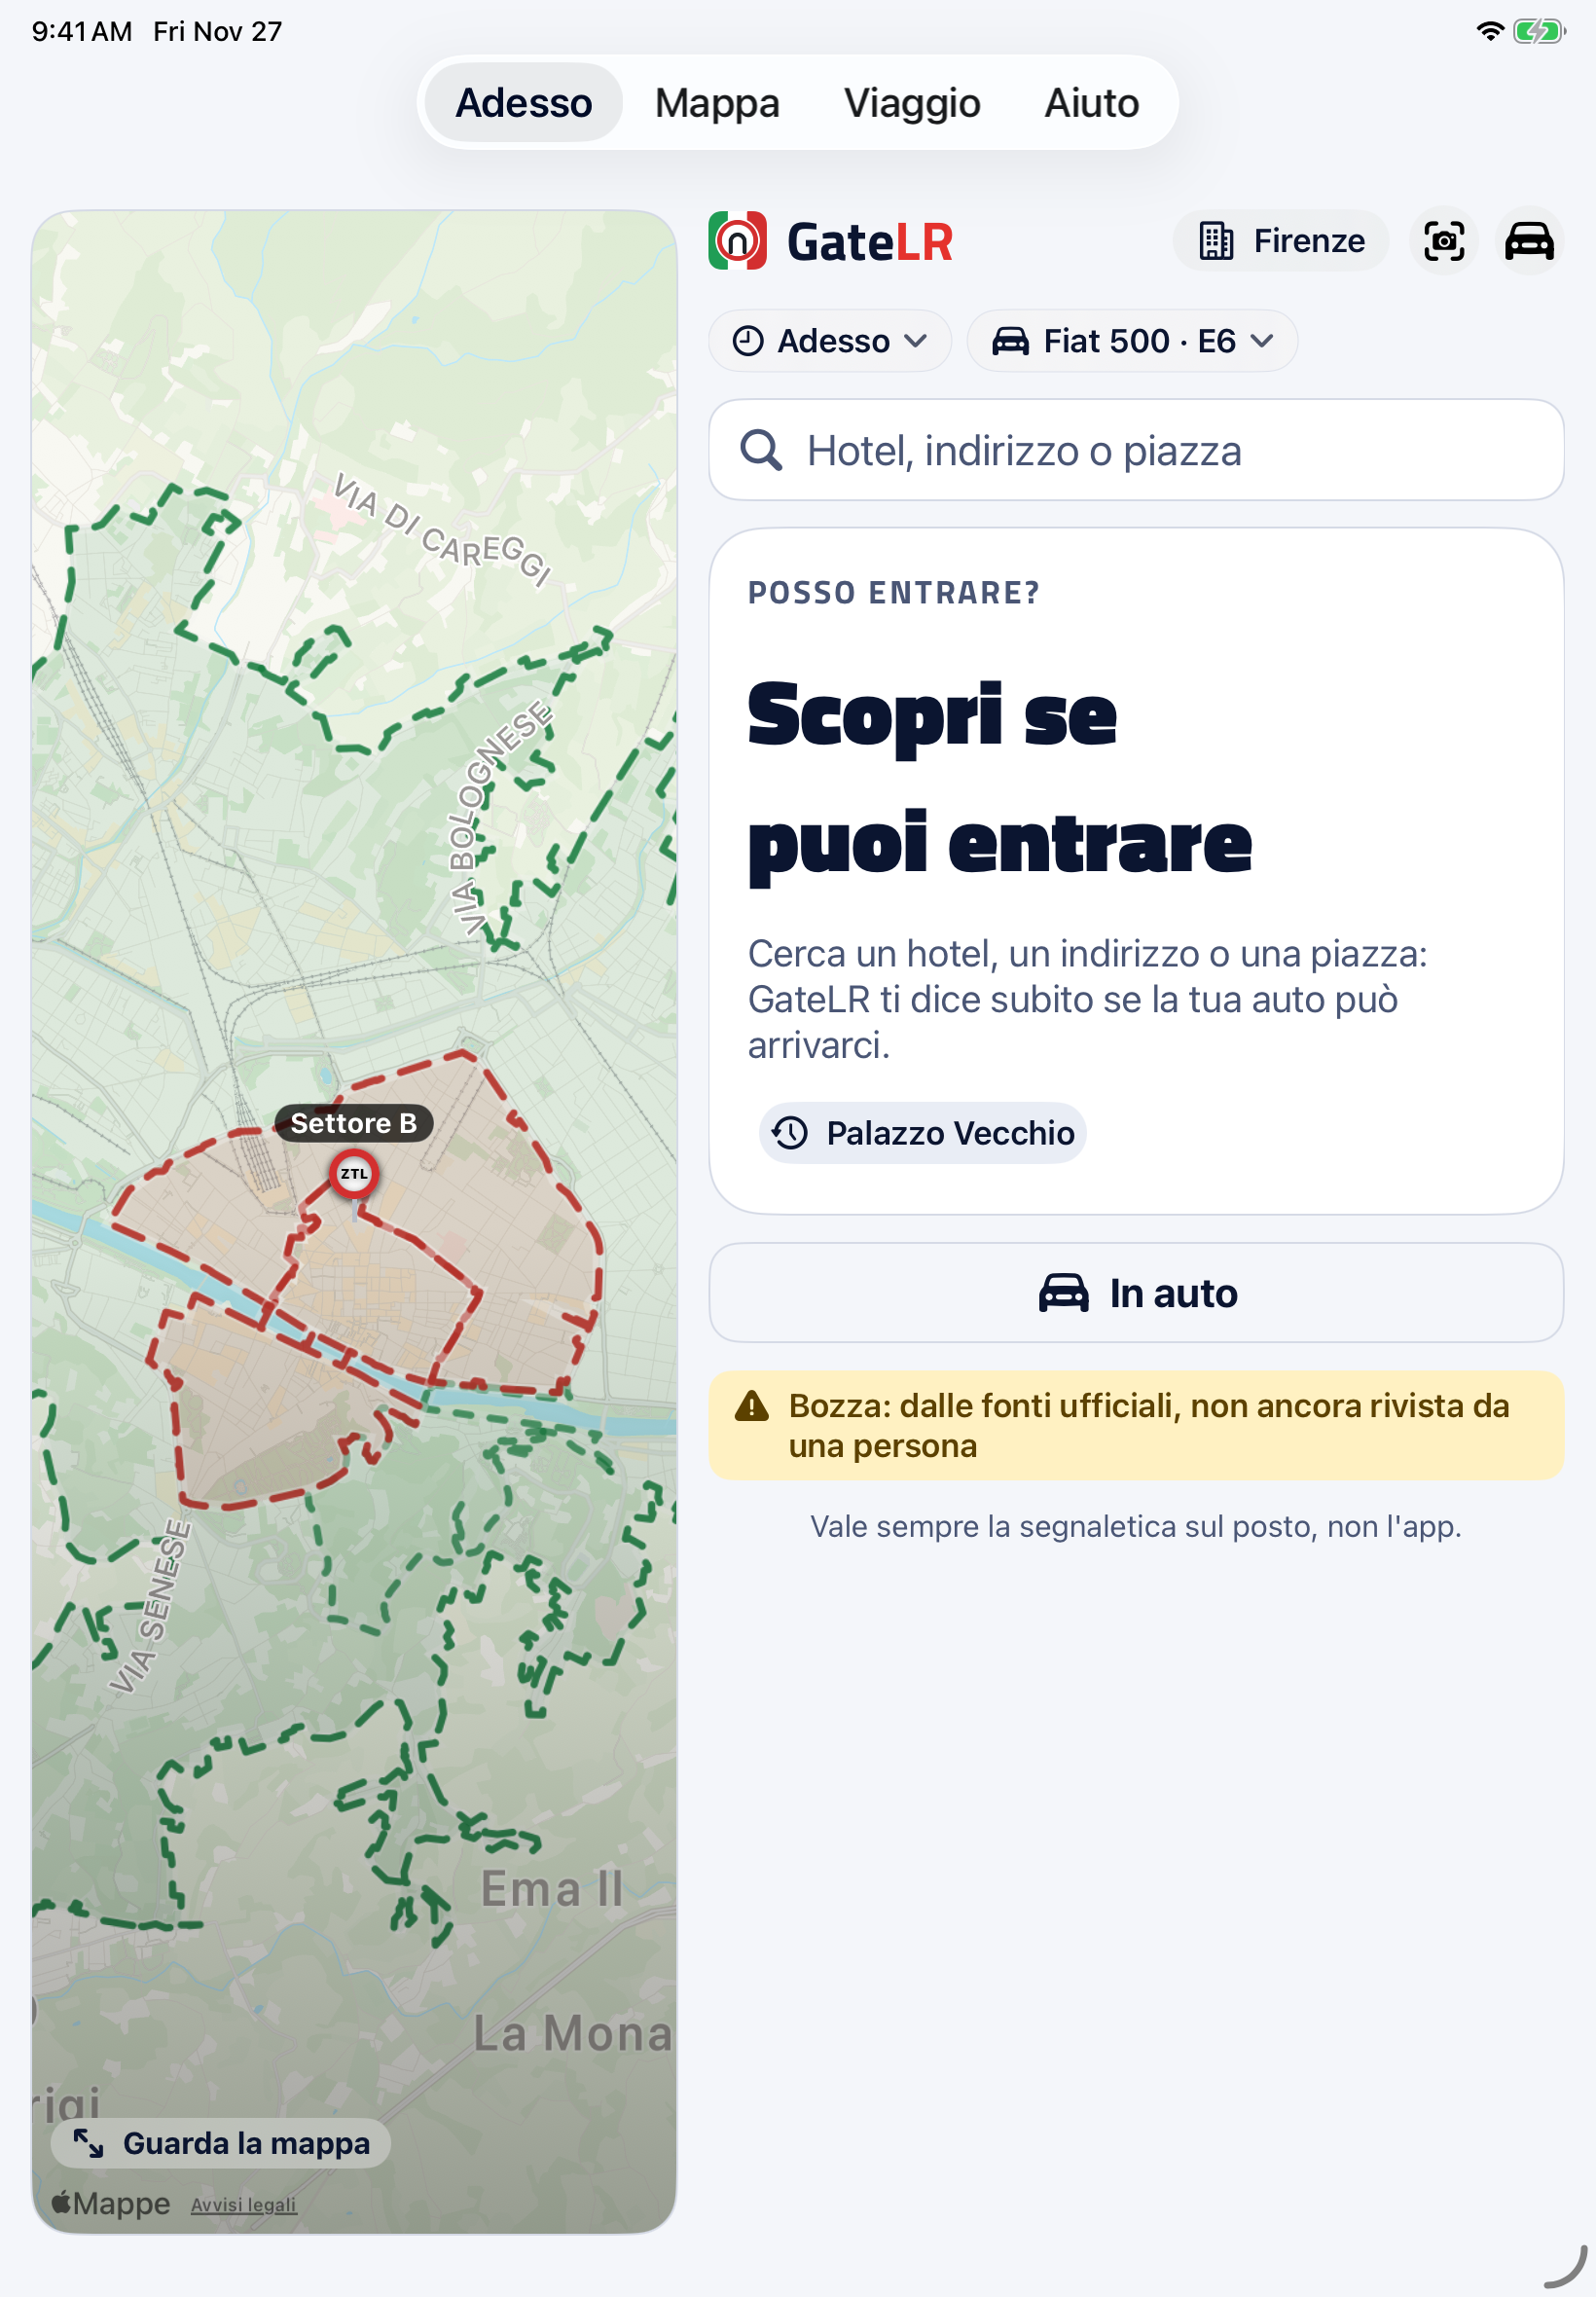 9:41 AM Fri Nov 27
Adesso Mappa Viaggio Aiuto
GateLR
Firenze
Adesso
Fiat 500 · E6
Hotel, indirizzo o piazza
POSSO ENTRARE?
Scopri se
puoi entrare
Cerca un hotel, un indirizzo o una piazza:
GateLR ti dice subito se la tua auto può
arrivarci.
Palazzo Vecchio
In auto
Bozza: dalle fonti ufficiali, non ancora rivista da
una persona
Vale sempre la segnaletica sul posto, non l'app.
VIA DI CAREGGI
VIA BOLOGNESE
Settore B
ZTL
VIA SENESE
Ema II
La Mona
rigi
Guarda la mappa
Mappe
Avvisi legali